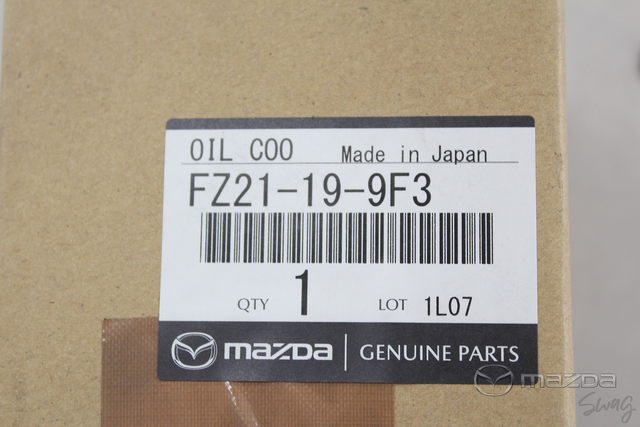 OIL COO Made in Japan
FZ21-19-9F3
QTY 1 LOT 1L07
mazda GENUINE PARTS
mazda
Swag